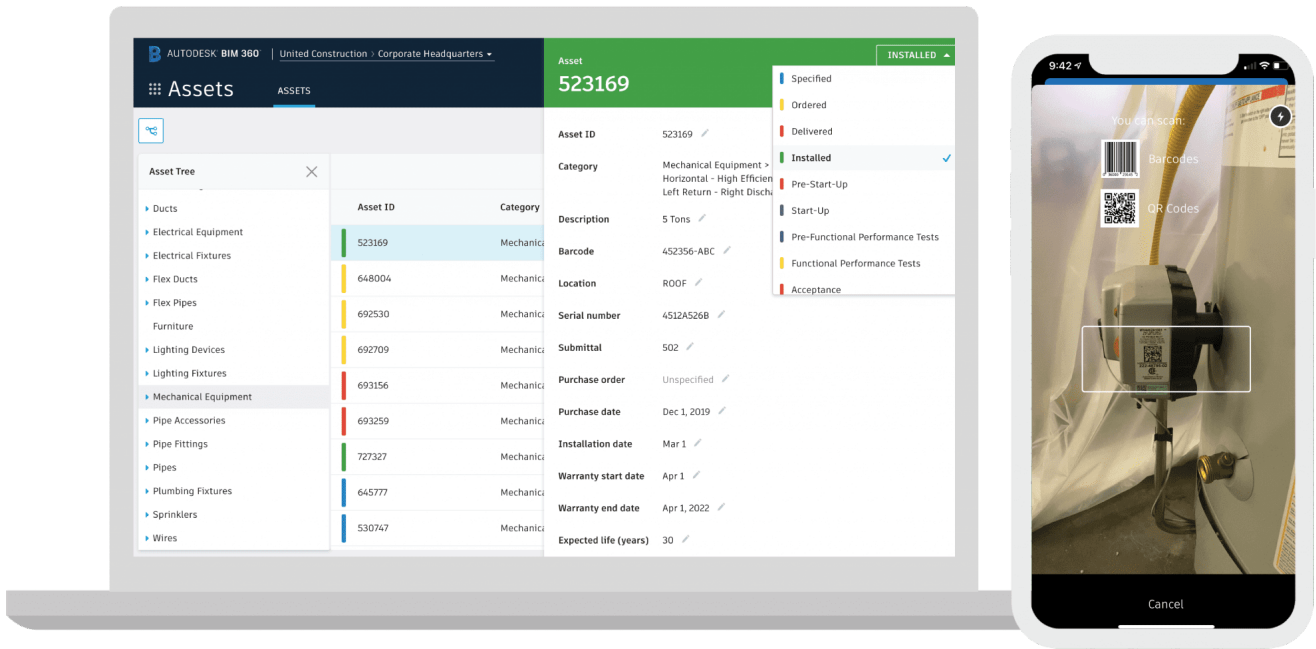 AUTODESK® BIM 360®
United Construction > Corporate Headquarters
Assets
ASSETS
Asset Tree
Ducts
Electrical Equipment
Electrical Fixtures
Flex Ducts
Flex Pipes
Furniture
Lighting Devices
Lighting Fixtures
Mechanical Equipment
Pipe Accessories
Pipe Fittings
Pipes
Plumbing Fixtures
Sprinklers
Wires
Asset ID Category
523169 Mechanica
648004 Mechanica
692530 Mechanica
692709 Mechanica
693156 Mechanica
693259 Mechanica
727327 Mechanica
645777 Mechanica
530747 Mechanica
Asset
523169
INSTALLED
Specified
Ordered
Delivered
Installed
Pre-Start-Up
Start-Up
Pre-Functional Performance Tests
Functional Performance Tests
Acceptance
Asset ID 523169
Category Mechanical Equipment >
Horizontal - High Efficien
Left Return - Right Discha
Description 5 Tons
Barcode 452356-ABC
Location ROOF
Serial number 4512A526B
Submittal 502
Purchase order Unspecified
Purchase date Dec 1, 2019
Installation date Mar 1
Warranty start date Apr 1
Warranty end date Apr 1, 2022
Expected life (years) 30
9:42
You can scan:
Barcodes
QR Codes
Cancel